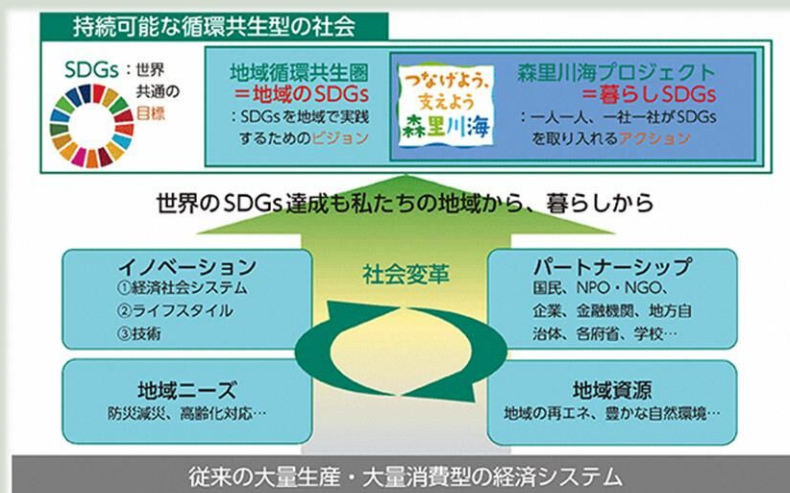 持続可能な循環共生型の社会
SDGs：世界
共通の
目標
地域循環共生圏
＝地域のSDGs
：SDGsを地域で実践
するためのビジョン
つなげよう、
支えよう
森里川海
森里川海プロジェクト
＝暮らしSDGs
：一人一人、一社一社がSDGs
を取り入れるアクション
世界のSDGs達成も私たちの地域から、暮らしから
イノベーション
①経済社会システム
②ライフスタイル
③技術
社会変革
パートナーシップ
国民、NPO・NGO、
企業、金融機関、地方自
治体、各府省、学校…
地域ニーズ
防災減災、高齢化対応…
地域資源
地域の再エネ、豊かな自然環境…
従来の大量生産・大量消費型の経済システム